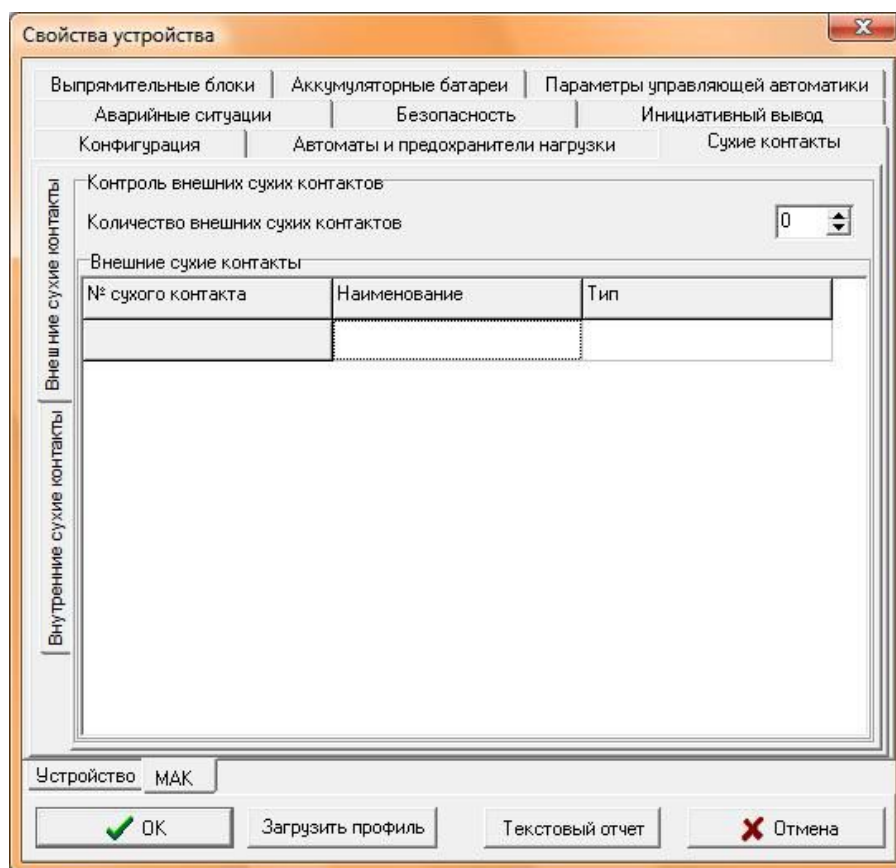 Свойства устройства
Выпрямительные блоки
Аккумуляторные батареи
Параметры управляющей автоматики
Аварийные ситуации
Безопасность
Инициативный вывод
Конфигурация
Автоматы и предохранители нагрузки
Сухие контакты
Внешние сухие контакты
Внутренние сухие контакты
Контроль внешних сухих контактов
Количество внешних сухих контактов
0
Внешние сухие контакты
№ сухого контакта
Наименование
Тип
Устройство
МАК
OK
Загрузить профиль
Текстовый отчет
Отмена